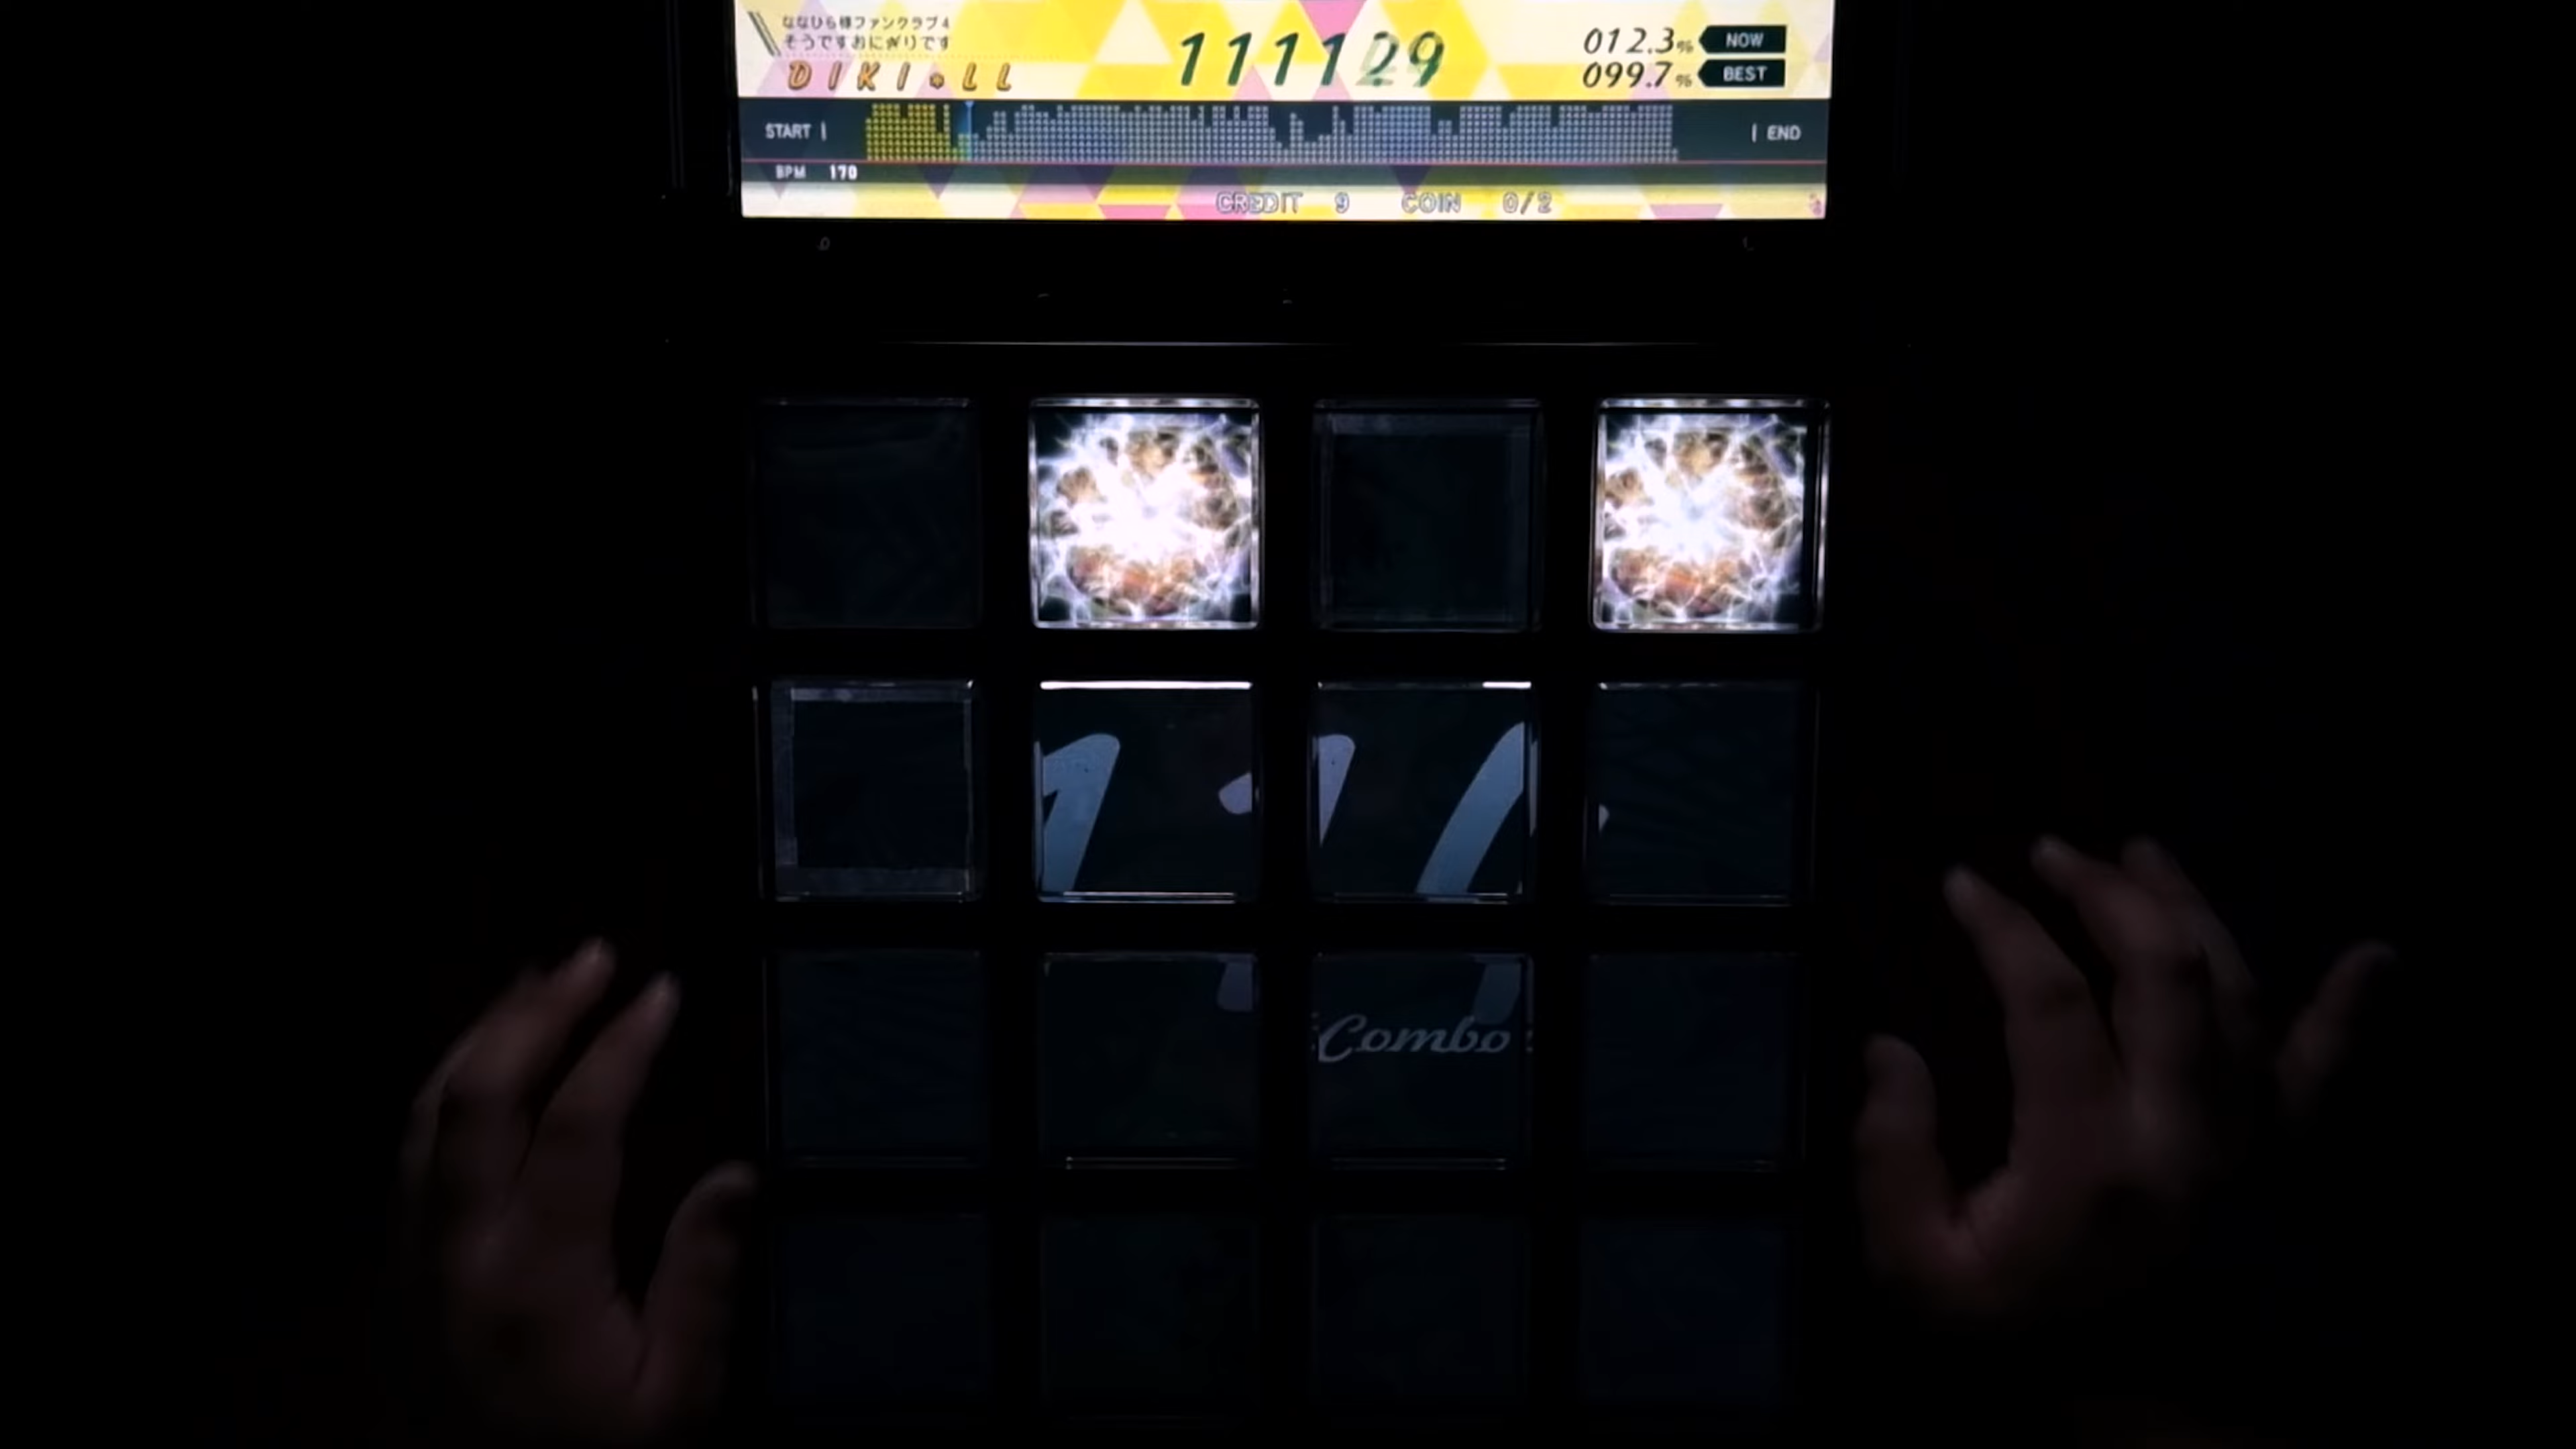 ななひら様ファンクラブ4
そうですおにぎりです
DIKI*LL
111129
012.3% NOW
099.7% BEST
START
END
BPM 170
CREDIT 9 COIN 0/2
Combo